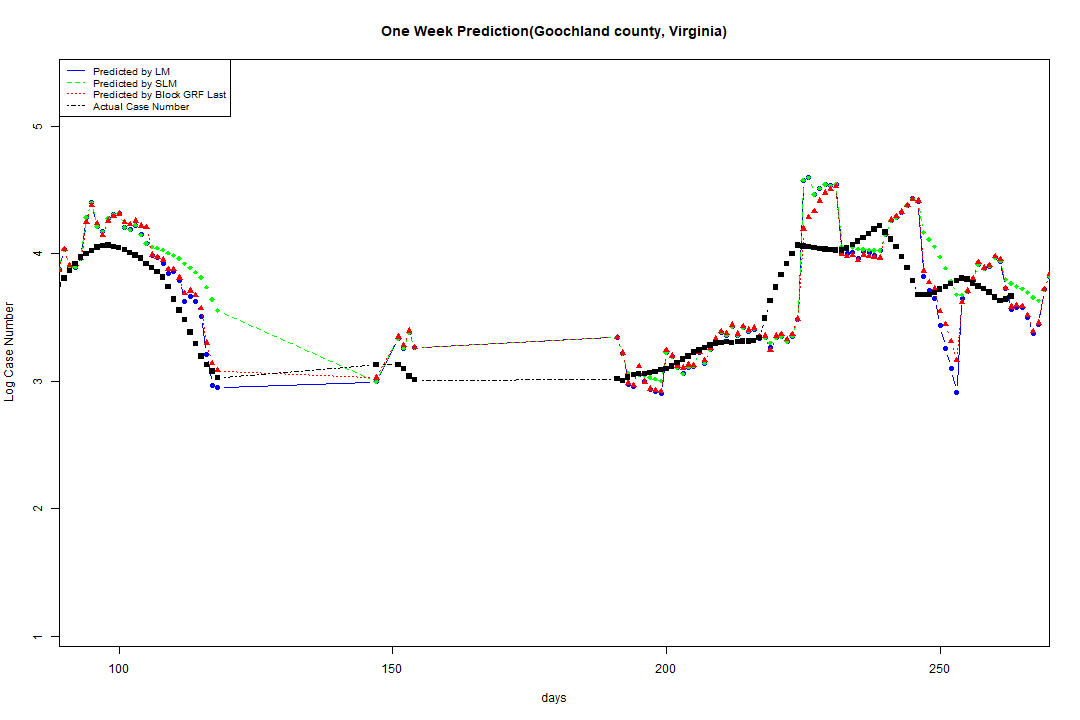 One Week Prediction(Goochland county, Virginia)
Predicted by LM
Predicted by SLM
Predicted by Block GRF Last
Actual Case Number
5
4
3
2
1
Log Case Number
100 150 200 250
days